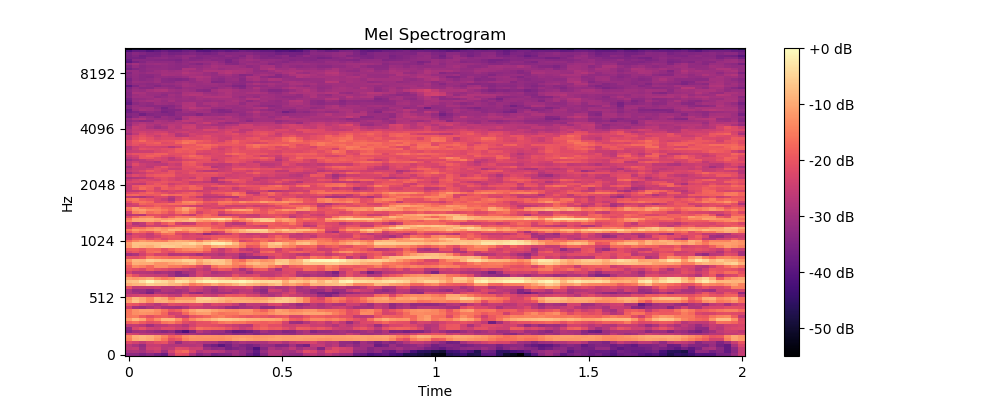 Mel Spectrogram
+0 dB
8192
-10 dB
4096
-20 dB
2048
Hz
-30 dB
1024
-40 dB
512
-50 dB
0
0 0.5 1 1.5 2
Time